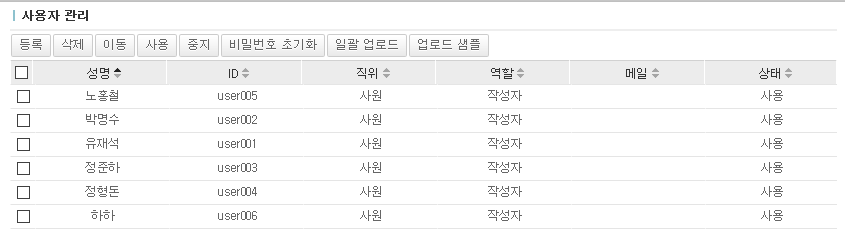 사용자 관리
등록 삭제 이동 사용 중지 비밀번호 초기화 일괄 업로드 업로드 샘플
성명 ID 직위 역할 메일 상태
노홍철 user005 사원 작성자 사용
박명수 user002 사원 작성자 사용
유재석 user001 사원 작성자 사용
정준하 user003 사원 작성자 사용
정형돈 user004 사원 작성자 사용
하하 user006 사원 작성자 사용